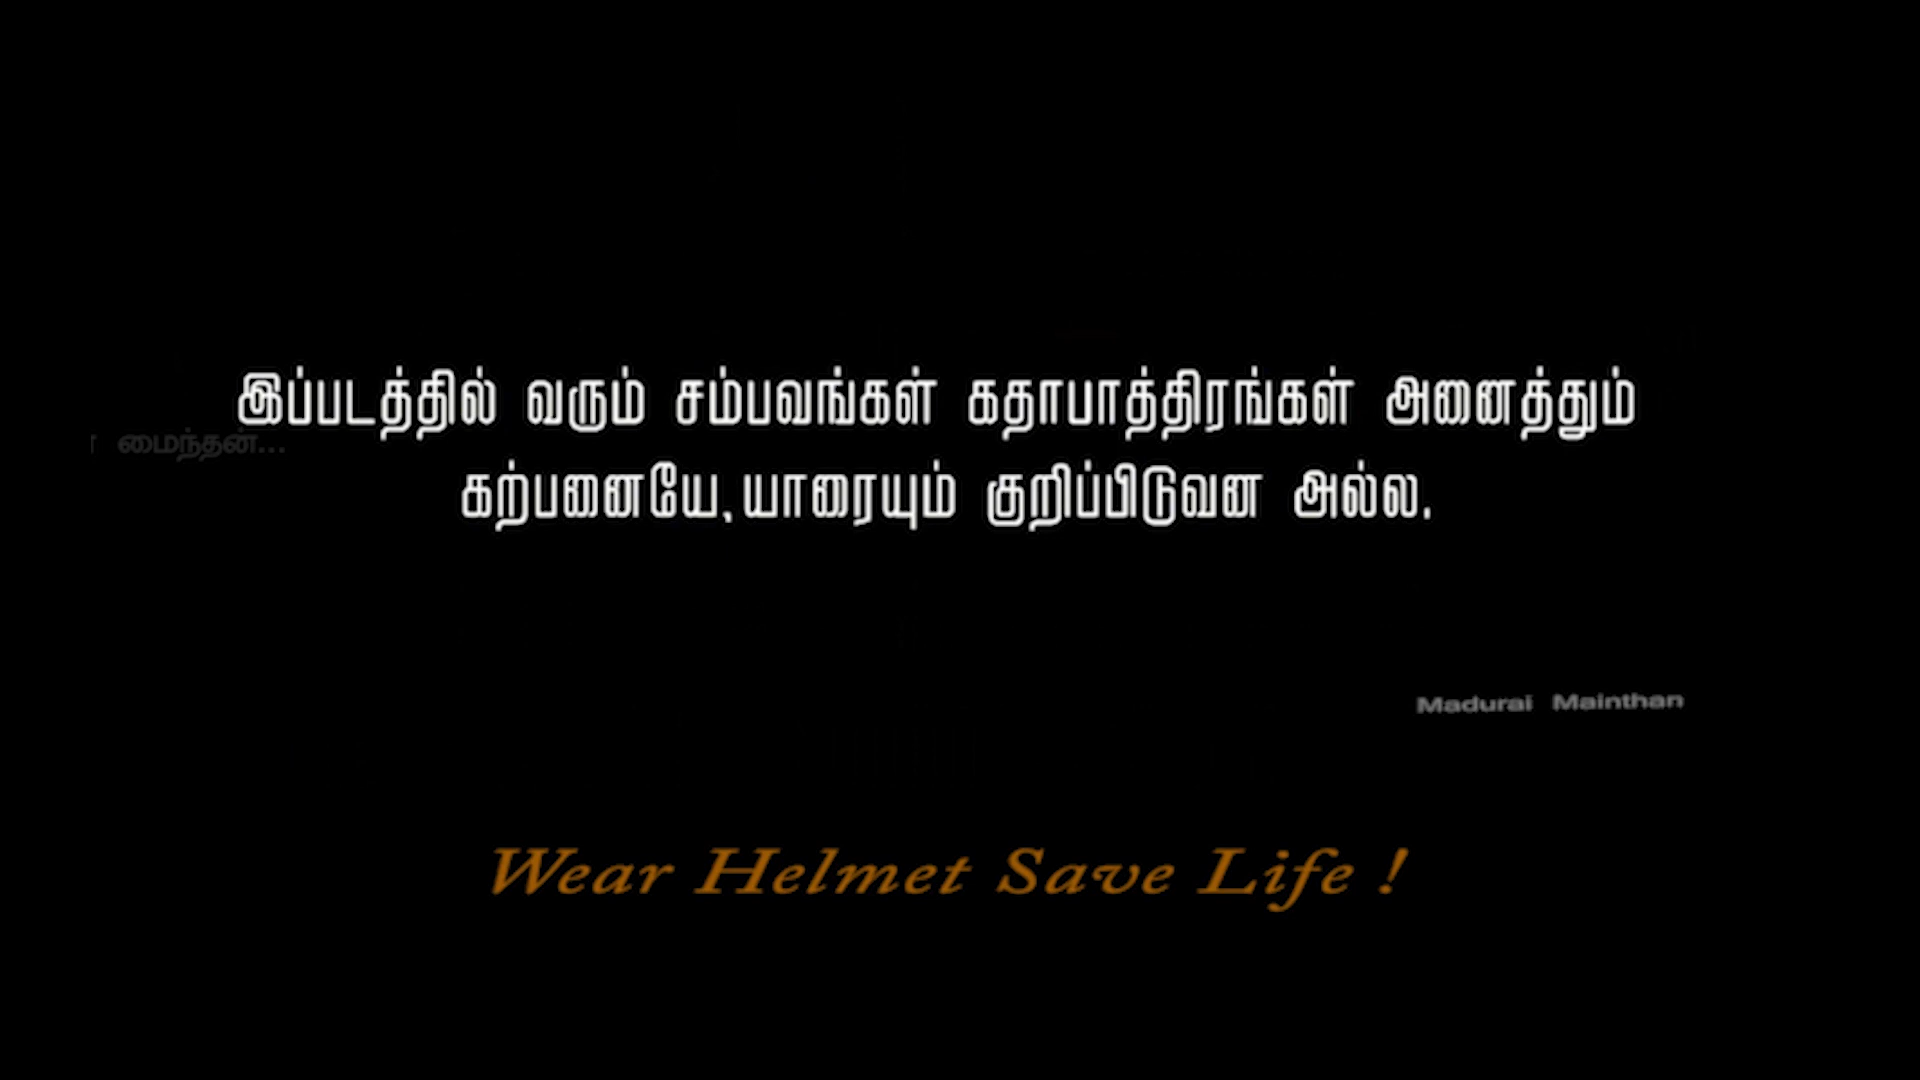 இப்படத்தில் வரும் சம்பவங்கள் கதாபாத்திரங்கள் அனைத்தும்
மைந்தன்...
கற்பனையே,யாரையும் குறிப்பிடுவன அல்ல.
Madurai Mainthan
Wear Helmet Save Life !